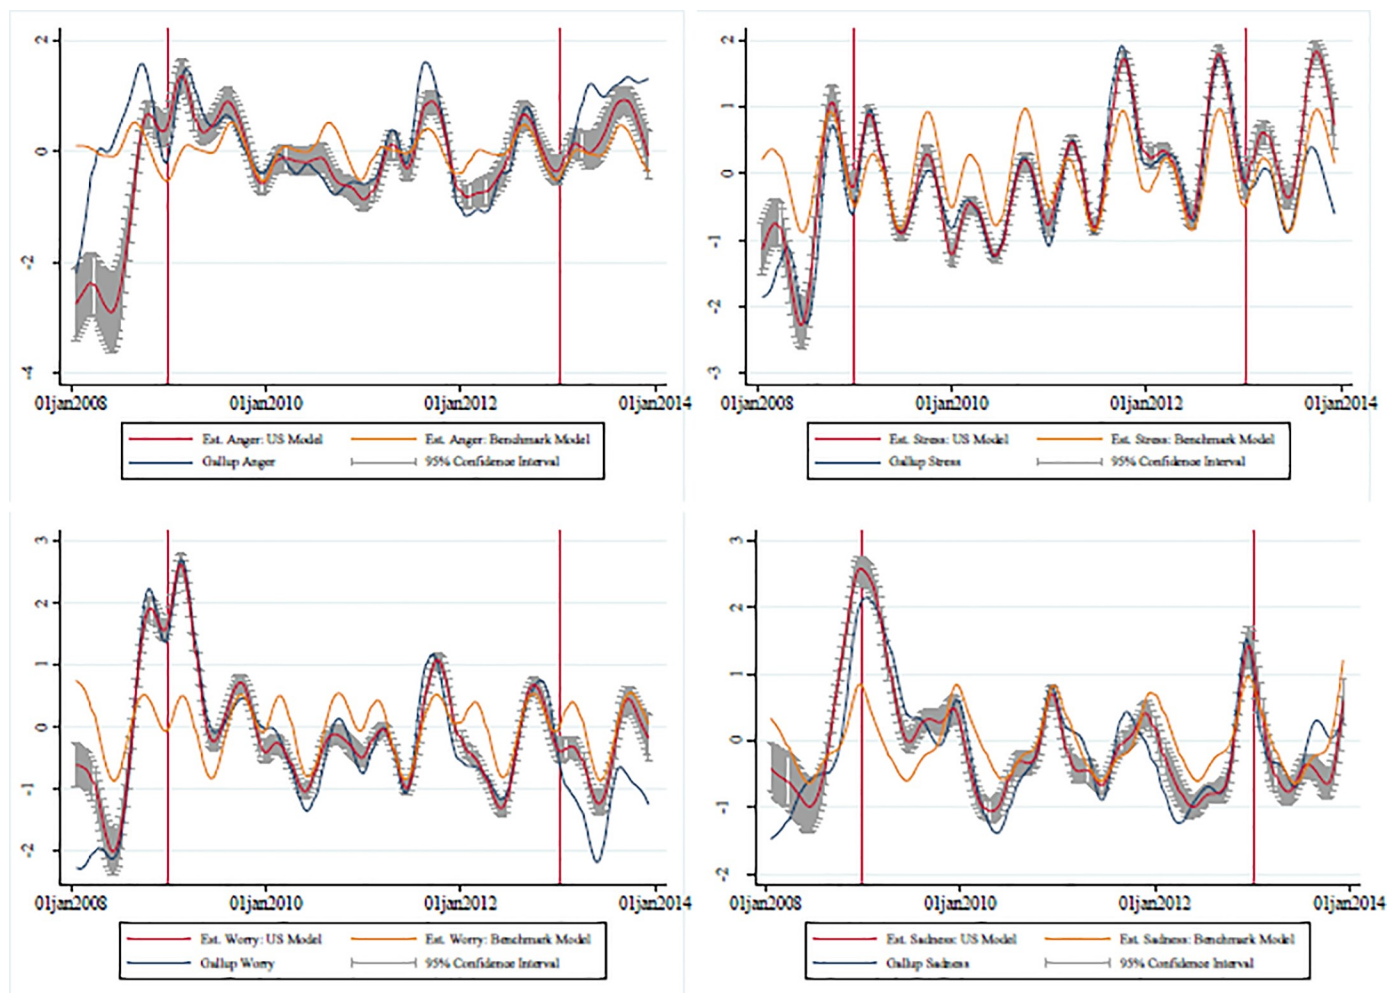 2
0
-2
-4
01jan2008 01jan2010 01jan2012 01jan2014
Est. Anger: US Model Est. Anger: Benchmark Model
Gallup Anger 95% Confidence Interval
2
1
0
-1
-2
-3
01jan2008 01jan2010 01jan2012 01jan2014
Est. Stress: US Model Est. Stress: Benchmark Model
Gallup Stress 95% Confidence Interval
3
2
1
0
-1
-2
01jan2008 01jan2010 01jan2012 01jan2014
Est. Worry: US Model Est. Worry: Benchmark Model
Gallup Worry 95% Confidence Interval
3
2
1
0
-1
-2
01jan2008 01jan2010 01jan2012 01jan2014
Est. Sadness: US Model Est. Sadness: Benchmark Model
Gallup Sadness 95% Confidence Interval